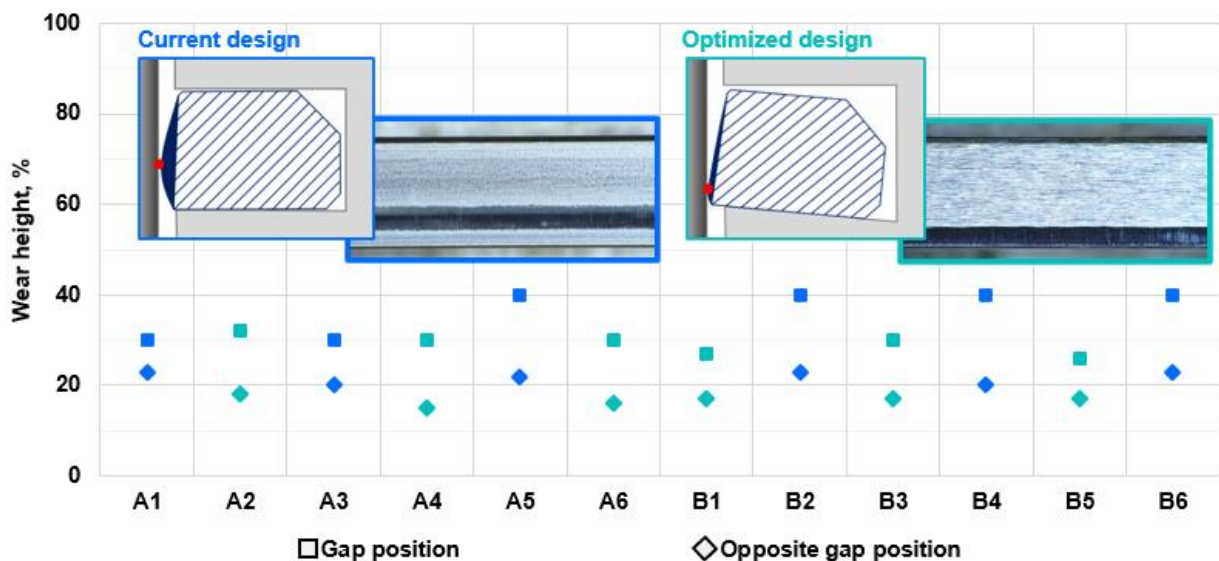 100
Current design
Optimized design
80
60
40
20
0
Wear height, %
A1 A2 A3 A4 A5 A6 B1 B2 B3 B4 B5 B6
Gap position
Opposite gap position